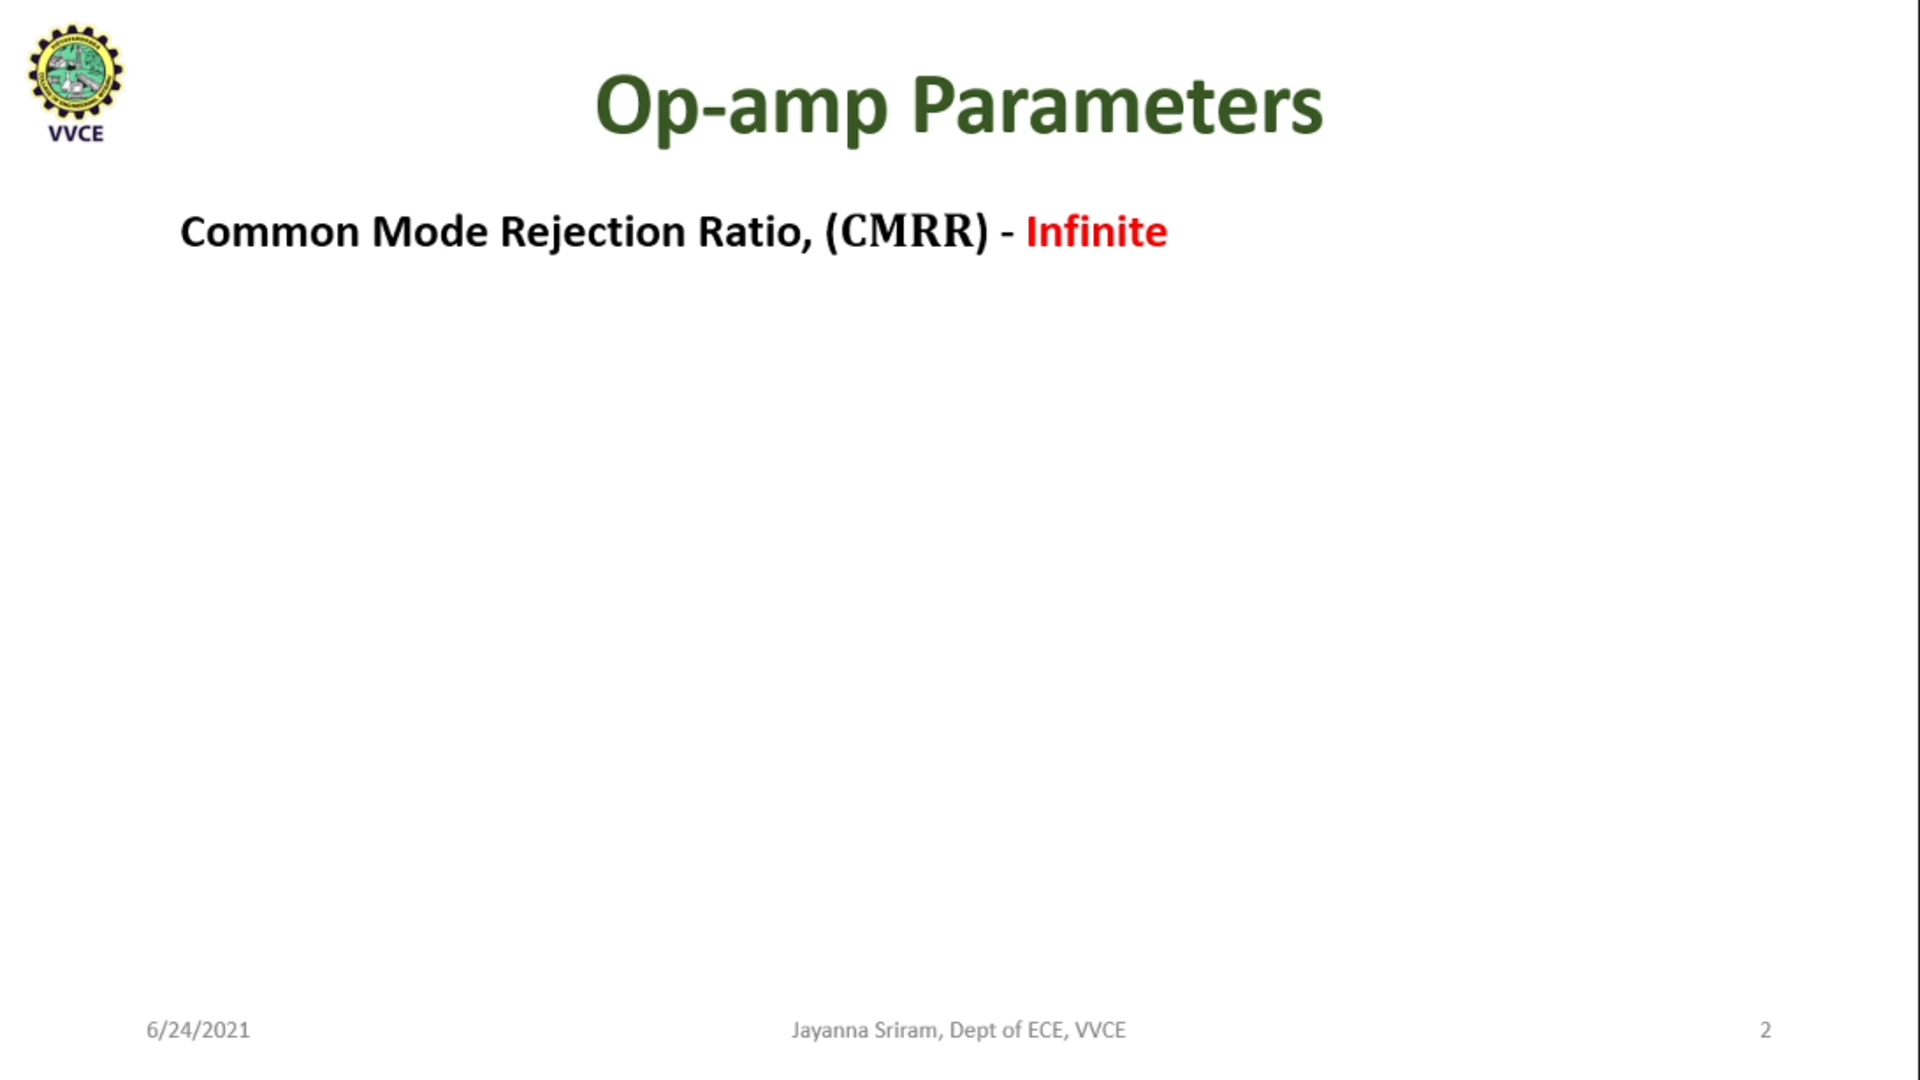 VVCE
Op-amp Parameters
Common Mode Rejection Ratio, (CMRR) - Infinite
6/24/2021
Jayanna Sriram, Dept of ECE, VVCE
2